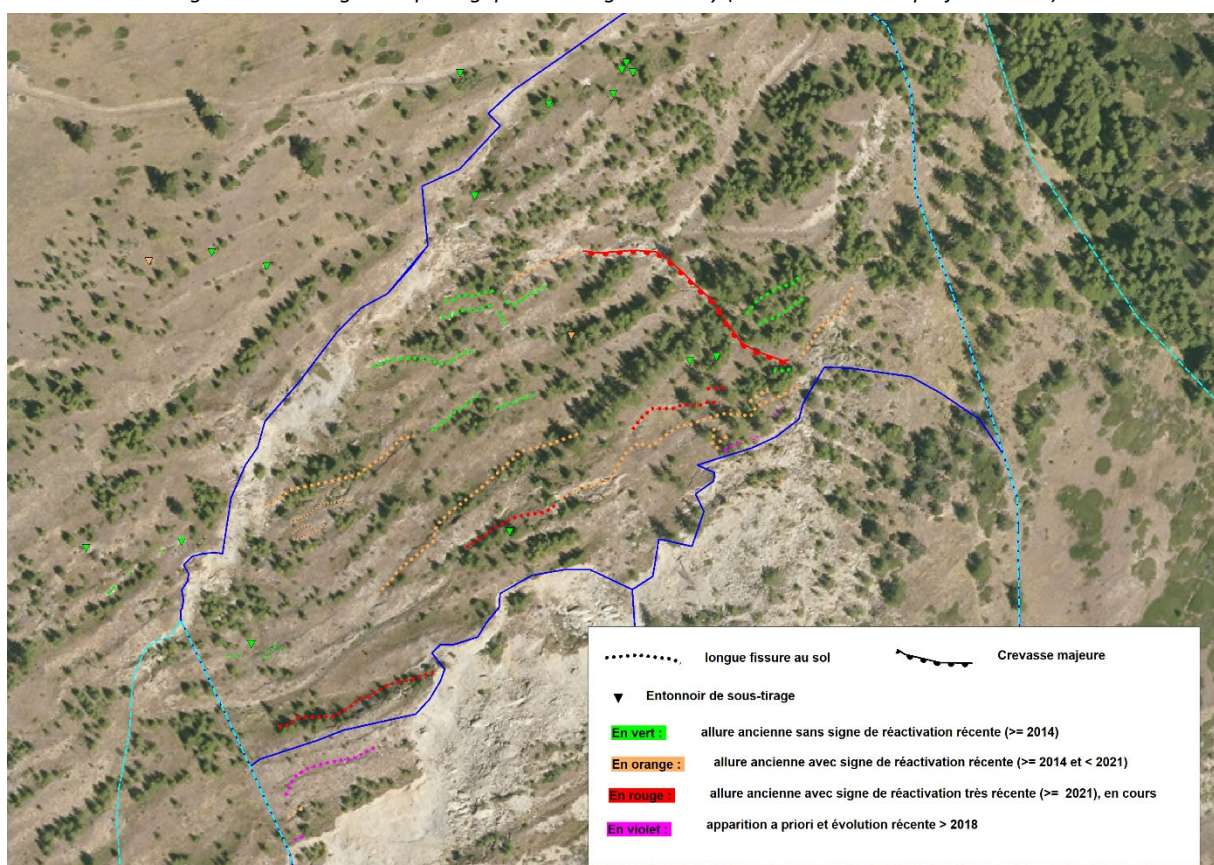 longue fissure au sol
Crevasse majeure
Entonnoir de sous-tirage
En vert : allure ancienne sans signe de réactivation récente (>= 2014)
En orange : allure ancienne avec signe de réactivation récente (>= 2014 et < 2021)
En rouge : allure ancienne avec signe de réactivation très récente (>= 2021), en cours
En violet : apparition a priori et évolution récente > 2018